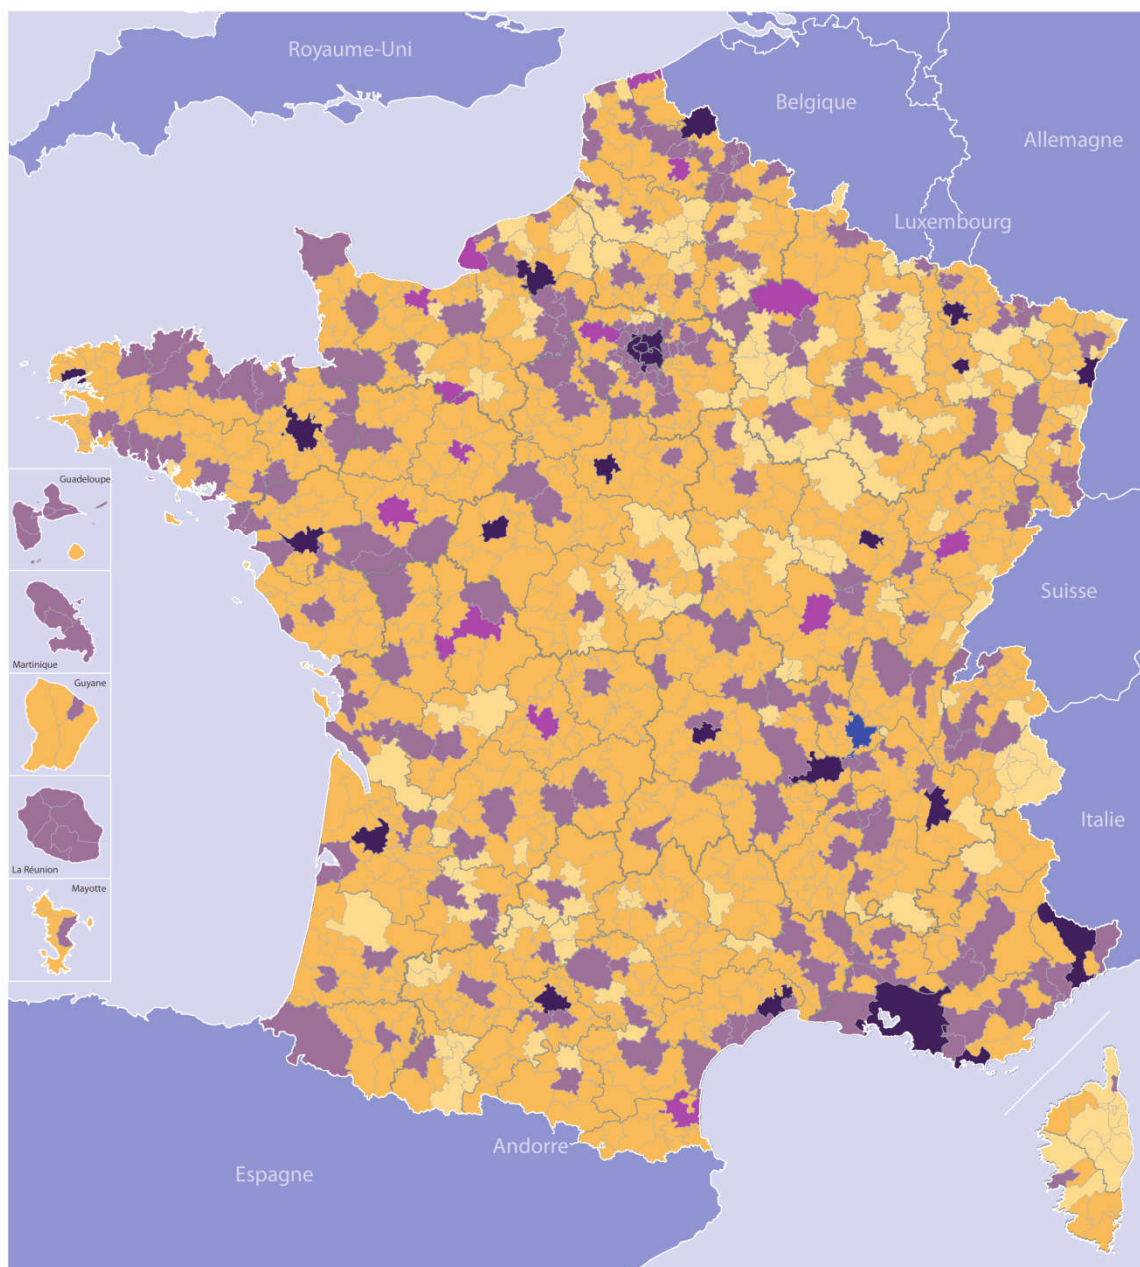 Royaume-Uni
Belgique
Allemagne
Luxembourg
Guadeloupe
Martinique
Guyane
La Réunion
Mayotte
Suisse
Italie
Andorre
Espagne